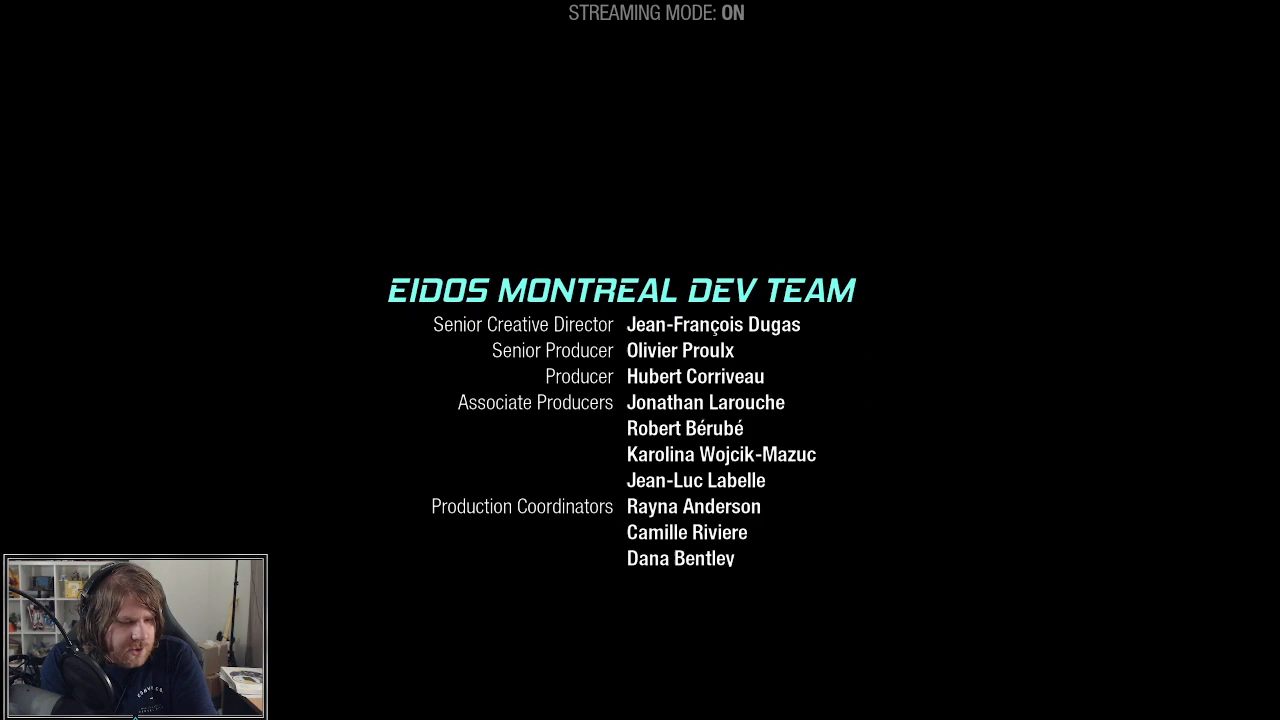 STREAMING MODE: ON
EIDOS MONTREAL DEV TEAM
Senior Creative Director Jean-François Dugas
Senior Producer Olivier Proulx
Producer Hubert Corriveau
Associate Producers Jonathan Larouche
Robert Bérubé
Karolina Wojcik-Mazuc
Jean-Luc Labelle
Production Coordinators Rayna Anderson
Camille Riviere
Dana Bentley